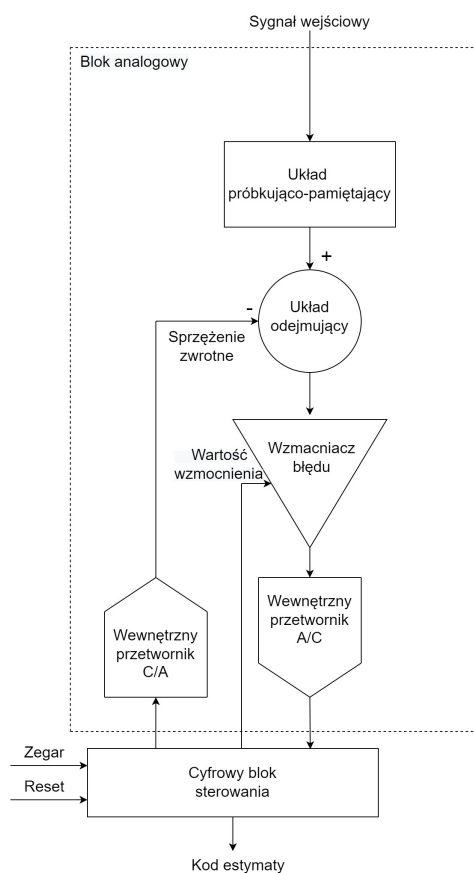 Sygnał wejściowy
Blok analogowy
Układ
próbkująco-pamiętający
+
-
Układ
odejmujący
Sprzężenie
zwrotne
Wartość
wzmocnienia
Wzmacniacz
błędu
Wewnętrzny
przetwornik
C/A
Wewnętrzny
przetwornik
A/C
Zegar
Reset
Cyfrowy blok
sterowania
Kod estymaty